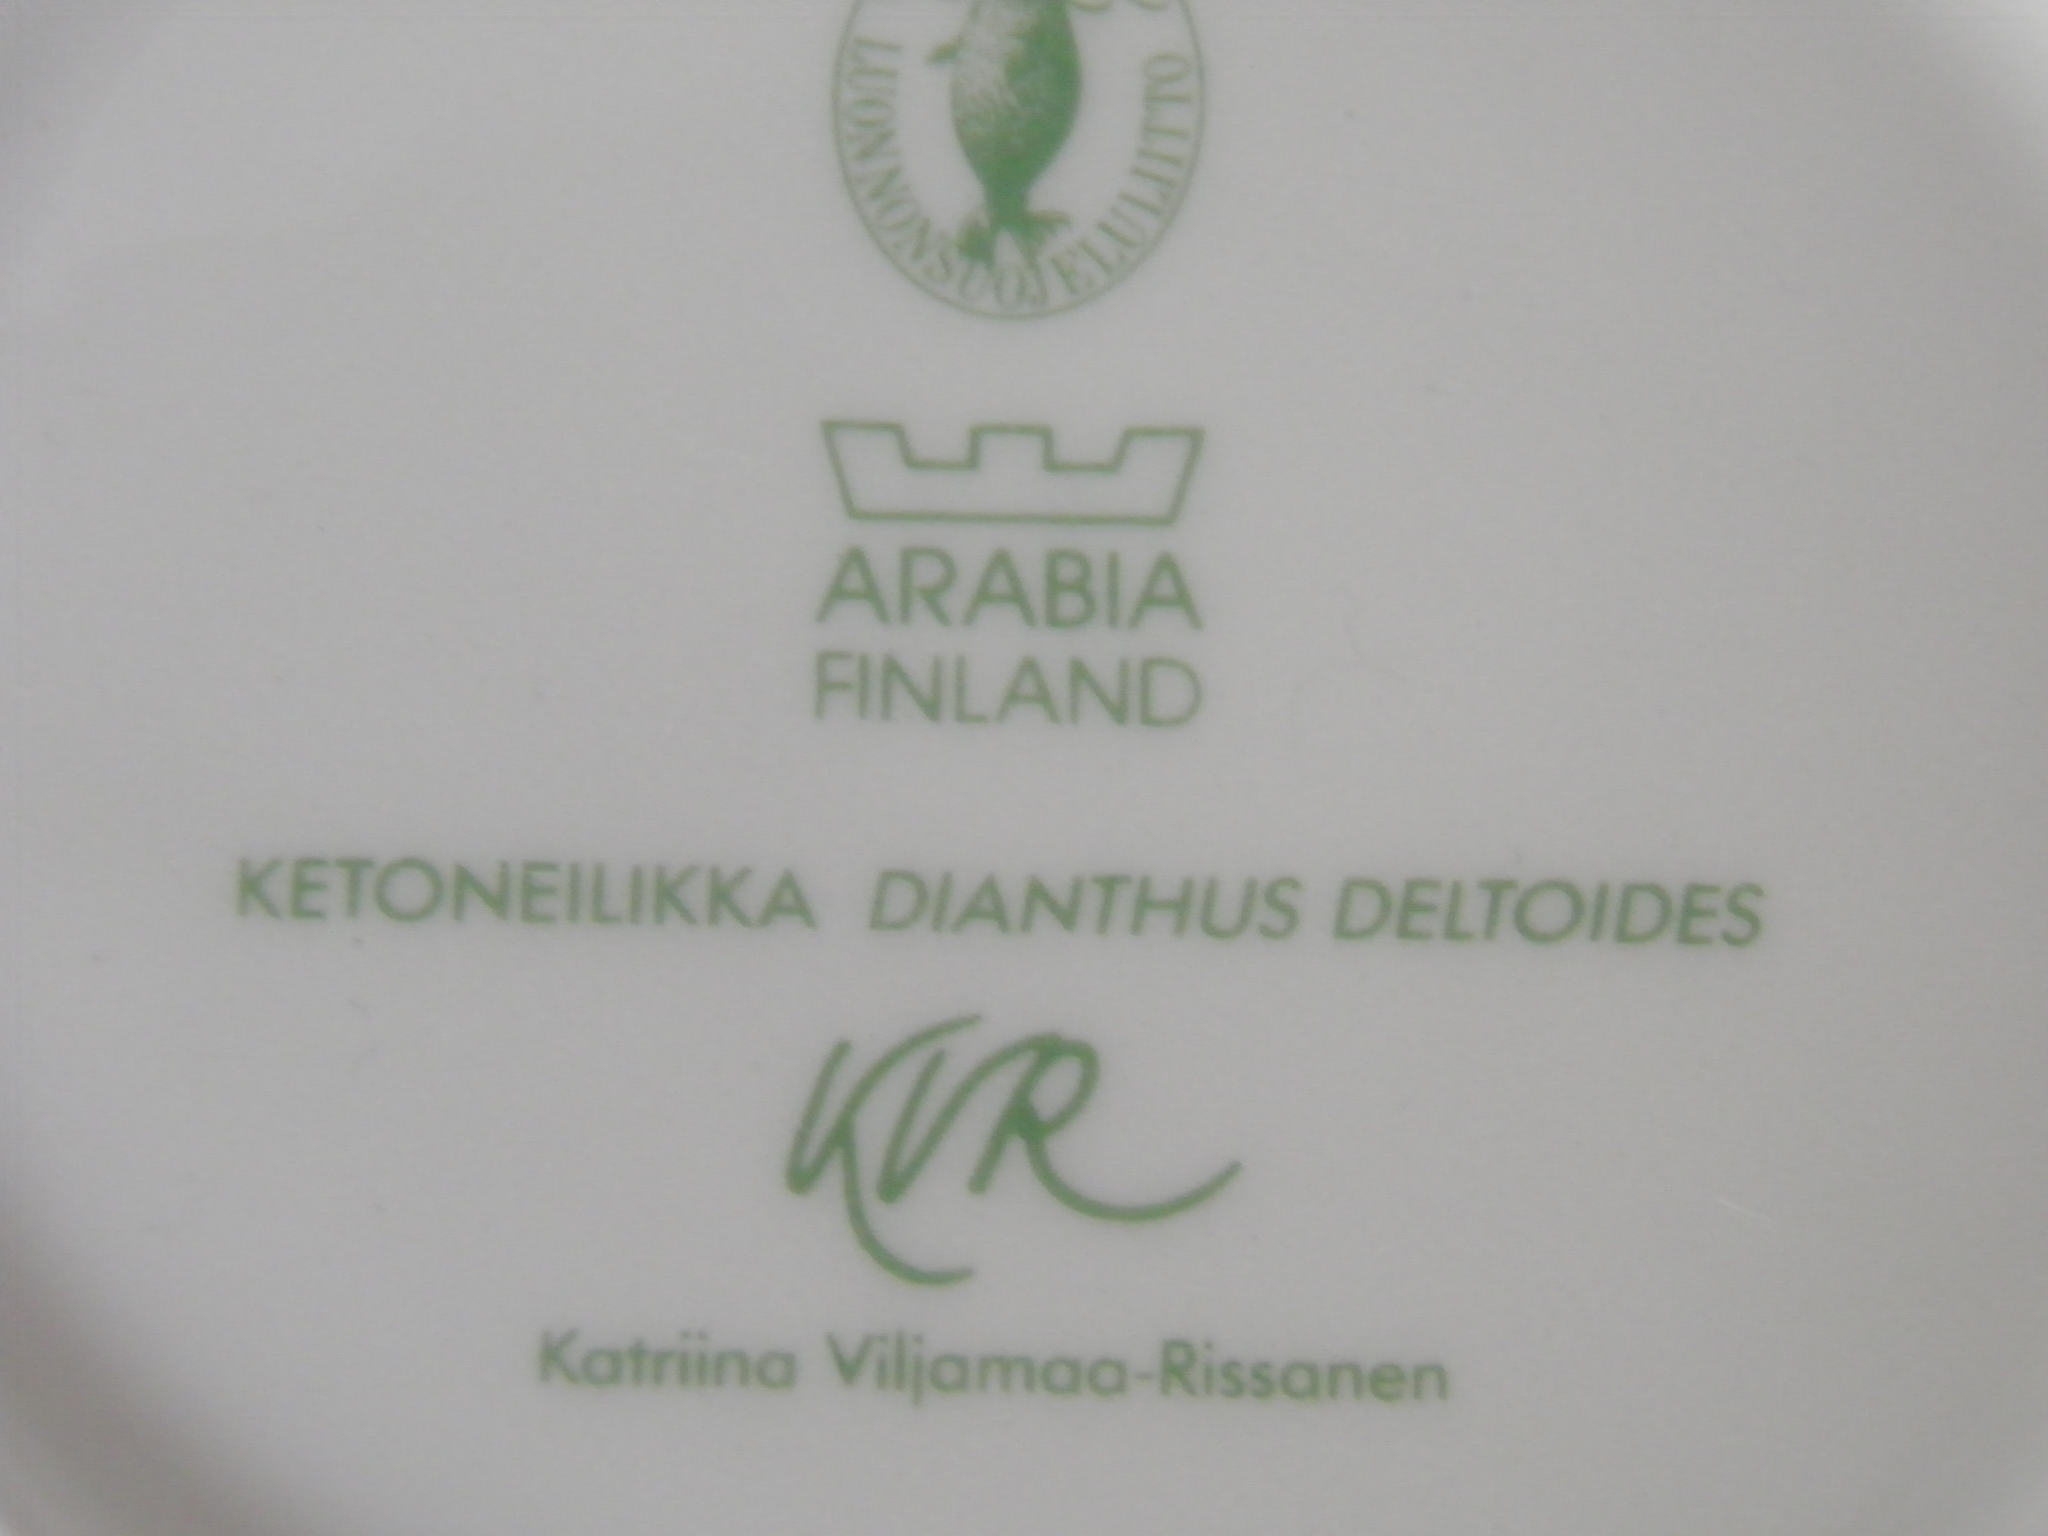 LUONNONSUOJELULIITTO
ARABIA
FINLAND
KETONEILIKKA DIANTHUS DELTOIDES
KVR
Katriina Viljamaa-Rissanen